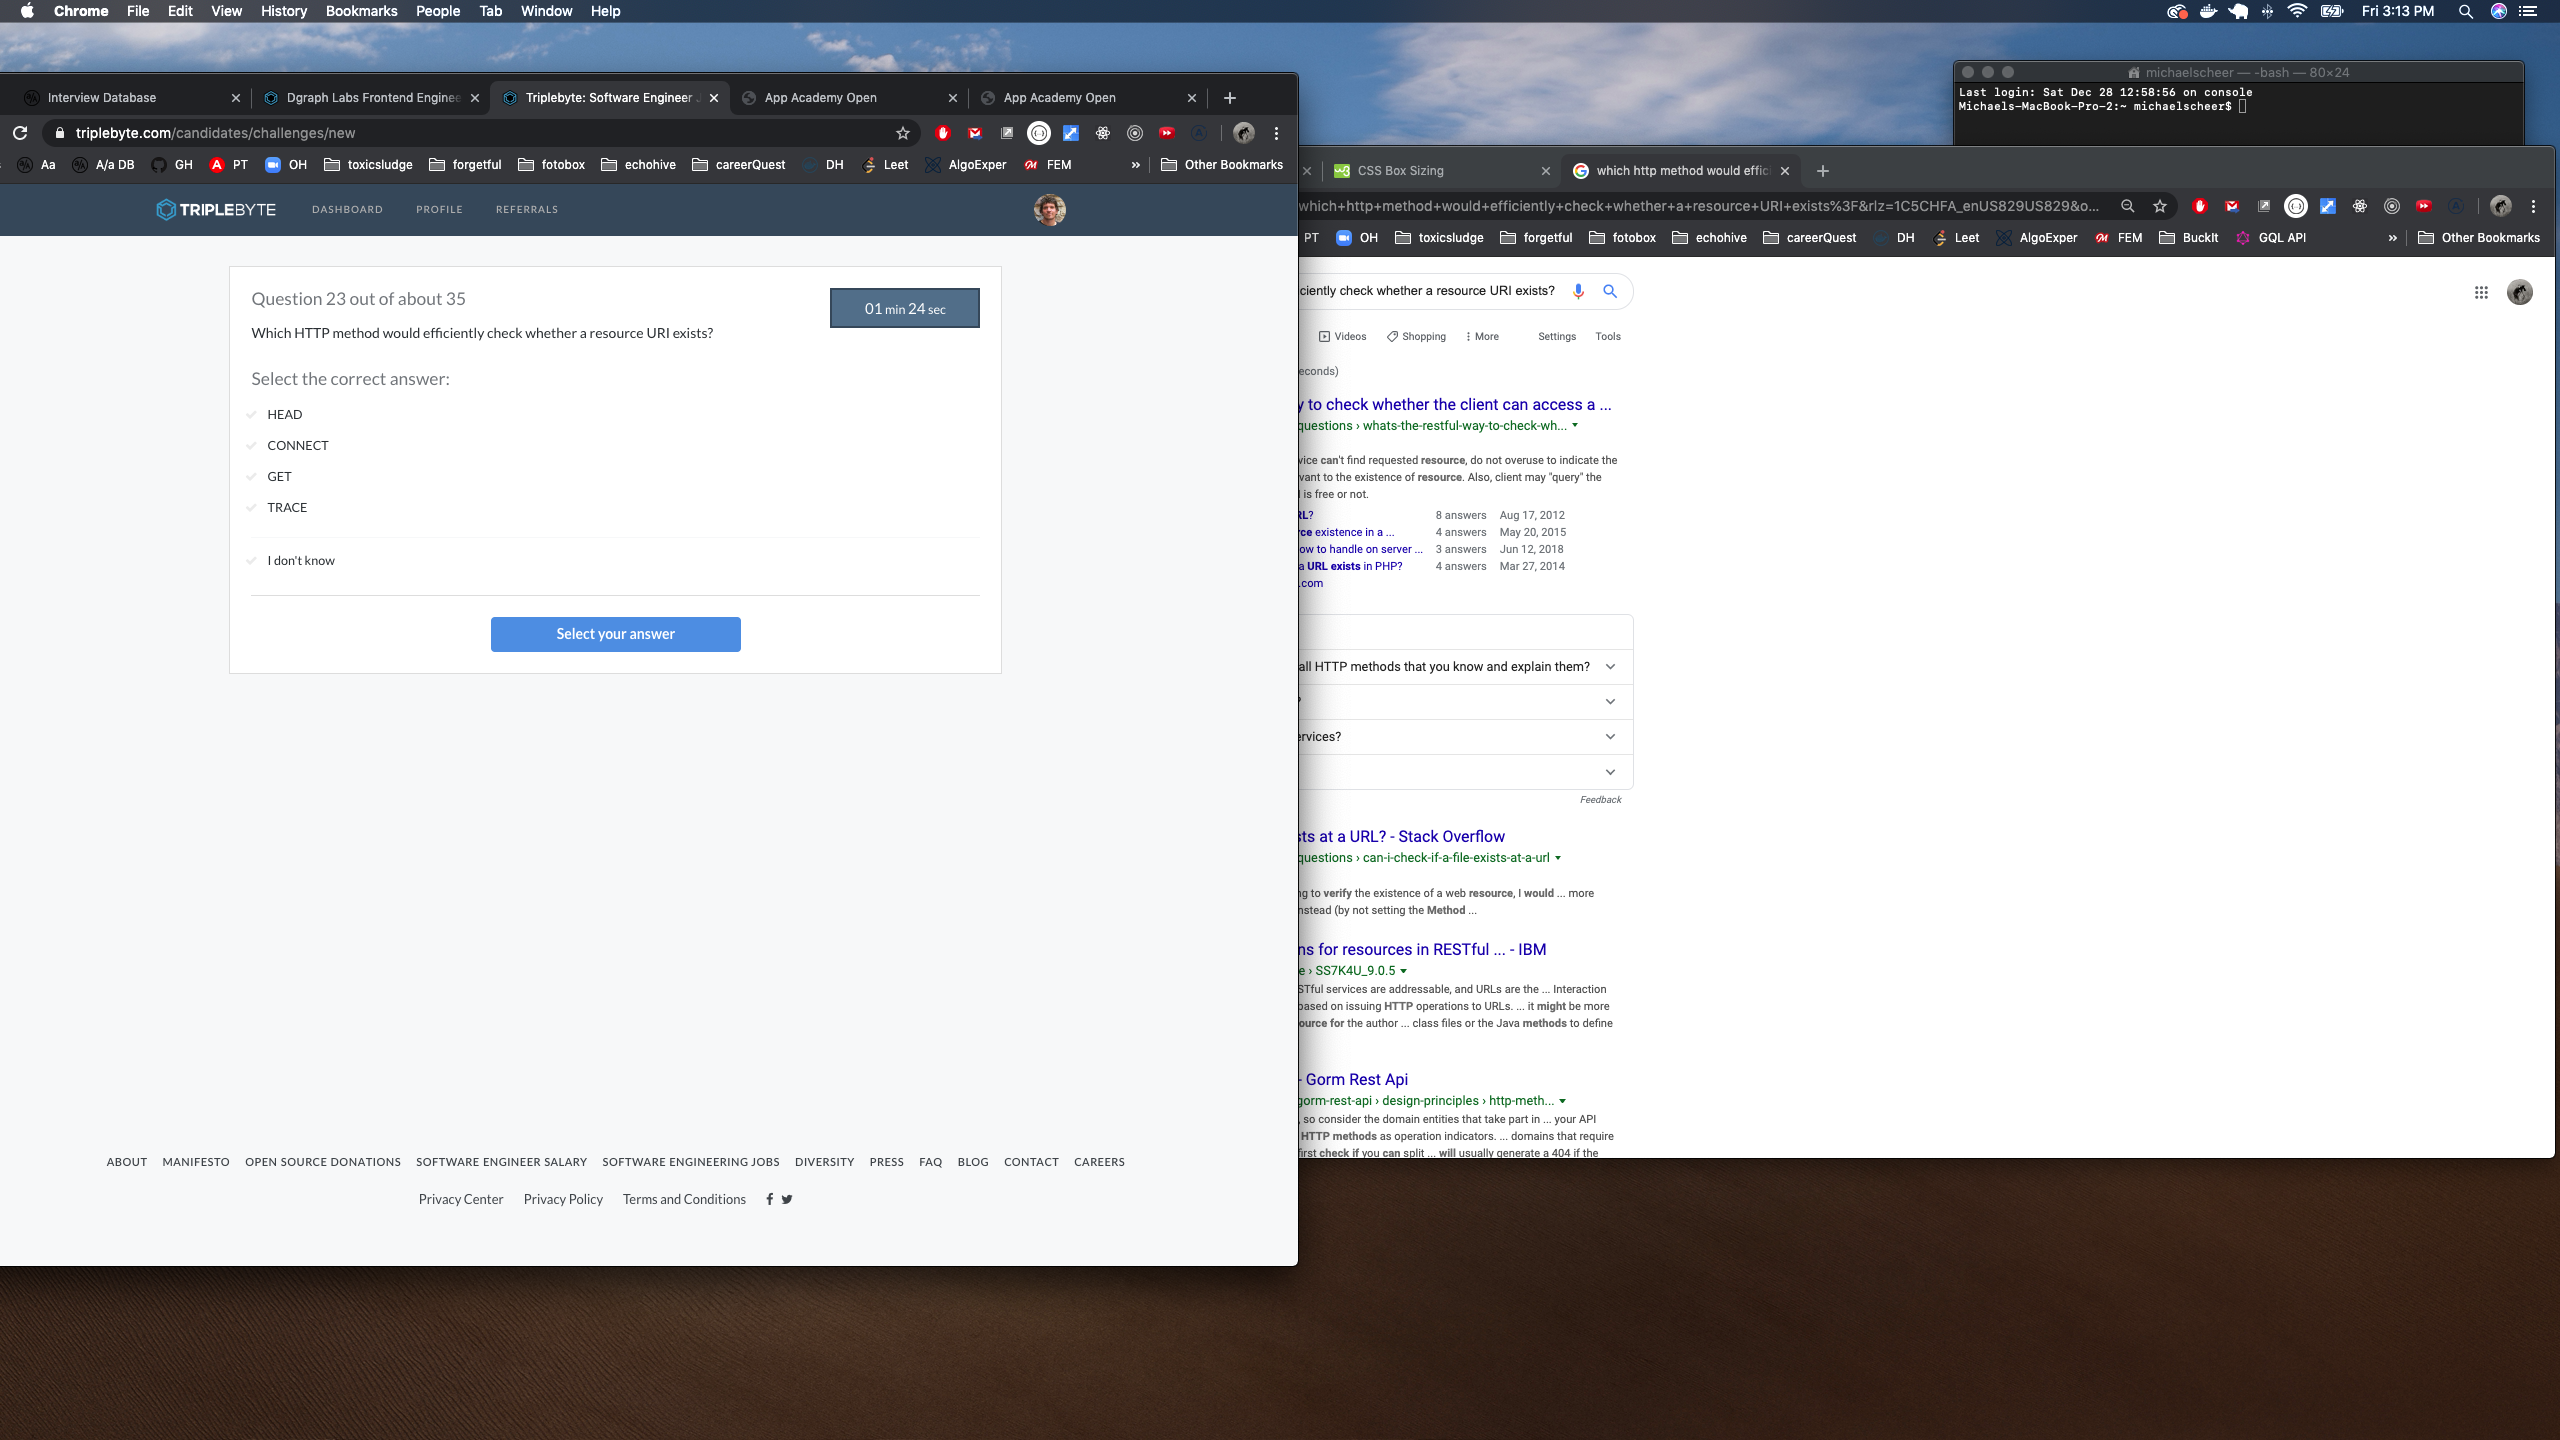 Chrome File Edit View History Bookmarks People Tab Window Help
Fri 3:13 PM
michaelscheer — -bash — 80×24
Last login: Sat Dec 28 12:58:56 on console
Michaels-MacBook-Pro-2:~ michaelscheer$
Interview Database
Dgraph Labs Frontend Enginee
Triplebyte: Software Engineer
App Academy Open
App Academy Open
triplebyte.com/candidates/challenges/new
Aa A/a DB GH PT OH toxicsludge forgetful fotobox echohive careerQuest DH Leet AlgoExper FEM » Other Bookmarks
TRIPLEBYTE DASHBOARD PROFILE REFERRALS
Question 23 out of about 35
01 min 24 sec
Which HTTP method would efficiently check whether a resource URI exists?
Select the correct answer:
HEAD
CONNECT
GET
TRACE
I don't know
Select your answer
ABOUT MANIFESTO OPEN SOURCE DONATIONS SOFTWARE ENGINEER SALARY SOFTWARE ENGINEERING JOBS DIVERSITY PRESS FAQ BLOG CONTACT CAREERS
Privacy Center Privacy Policy Terms and Conditions
CSS Box Sizing
which http method would effic
which+http+method+would+efficiently+check+whether+a+resource+URI+exists%3F&rlz=1C5CHFA_enUS829US829&o...
PT OH toxicsludge forgetful fotobox echohive careerQuest DH Leet AlgoExper FEM BuckIt GQL API » Other Bookmarks
ciently check whether a resource URI exists?
Videos Shopping More Settings Tools
econds)
y to check whether the client can access a ...
questions › whats-the-restful-way-to-check-wh...
vice can't find requested resource, do not overuse to indicate the
vant to the existence of resource. Also, client may "query" the
is free or not.
RL? 8 answers Aug 17, 2012
rce existence in a ... 4 answers May 20, 2015
ow to handle on server ... 3 answers Jun 12, 2018
a URL exists in PHP? 4 answers Mar 27, 2014
.com
all HTTP methods that you know and explain them?
?
ervices?
Feedback
sts at a URL? - Stack Overflow
questions › can-i-check-if-a-file-exists-at-a-url
ng to verify the existence of a web resource, I would ... more
nstead (by not setting the Method ...
ns for resources in RESTful ... - IBM
e › SS7K4U_9.0.5
STful services are addressable, and URLs are the ... Interaction
based on issuing HTTP operations to URLs. ... it might be more
ource for the author ... class files or the Java methods to define
- Gorm Rest Api
gorm-rest-api › design-principles › http-meth...
, so consider the domain entities that take part in ... your API
HTTP methods as operation indicators. ... domains that require
first check if you can split ... will usually generate a 404 if the